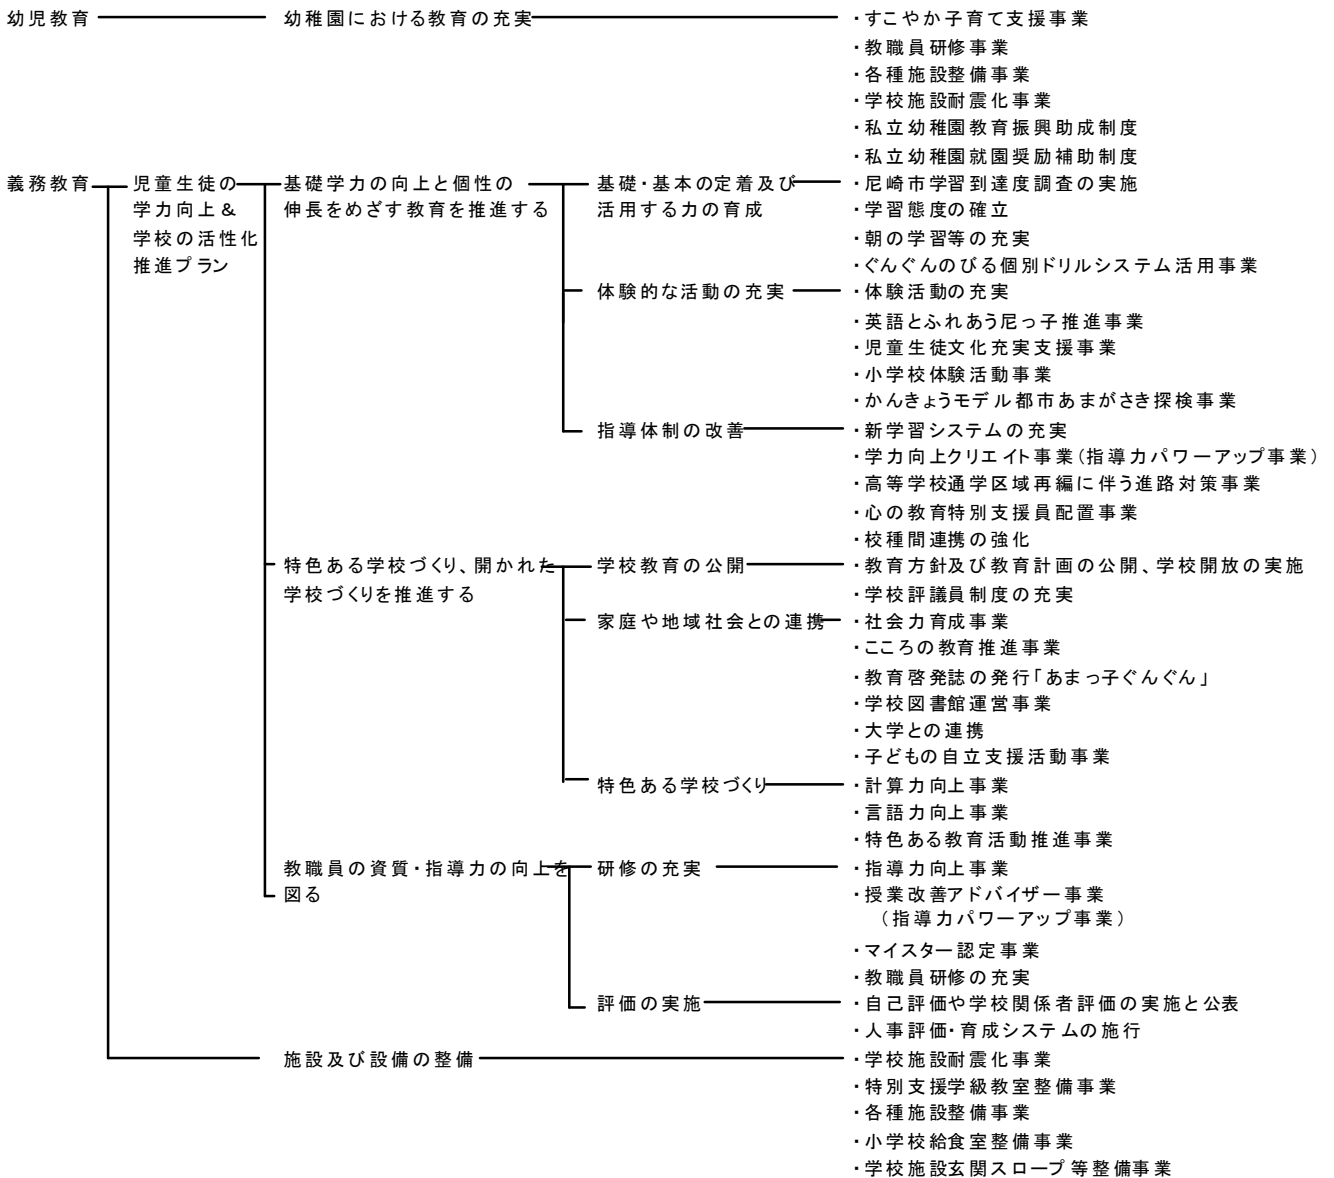 幼児教育 幼稚園における教育の充実 ・すこやか子育て支援事業
・教職員研修事業
・各種施設整備事業
・学校施設耐震化事業
・私立幼稚園教育振興助成制度
・私立幼稚園就園奨励補助制度
義務教育 児童生徒の 基礎学力の向上と個性の 基礎・基本の定着及び ・尼崎市学習到達度調査の実施
学力向上＆ 伸長をめざす教育を推進する 活用する力の育成 ・学習態度の確立
学校の活性化 ・朝の学習等の充実
推進プラン ・ぐんぐんのびる個別ドリルシステム活用事業
体験的な活動の充実 ・体験活動の充実
・英語とふれあう尼っ子推進事業
・児童生徒文化充実支援事業
・小学校体験活動事業
・かんきょうモデル都市あまがさき探検事業
指導体制の改善 ・新学習システムの充実
・学力向上クリエイト事業（指導力パワーアップ事業）
・高等学校通学区域再編に伴う進路対策事業
・心の教育特別支援員配置事業
・校種間連携の強化
特色ある学校づくり、開かれた 学校教育の公開 ・教育方針及び教育計画の公開、学校開放の実施
学校づくりを推進する ・学校評議員制度の充実
家庭や地域社会との連携 ・社会力育成事業
・こころの教育推進事業
・教育啓発誌の発行「あまっ子ぐんぐん」
・学校図書館運営事業
・大学との連携
・子どもの自立支援活動事業
特色ある学校づくり ・計算力向上事業
・言語力向上事業
・特色ある教育活動推進事業
教職員の資質・指導力の向上を 研修の充実 ・指導力向上事業
図る ・授業改善アドバイザー事業
（指導力パワーアップ事業）
・マイスター認定事業
・教職員研修の充実
評価の実施 ・自己評価や学校関係者評価の実施と公表
・人事評価・育成システムの施行
施設及び設備の整備 ・学校施設耐震化事業
・特別支援学級教室整備事業
・各種施設整備事業
・小学校給食室整備事業
・学校施設玄関スロープ等整備事業